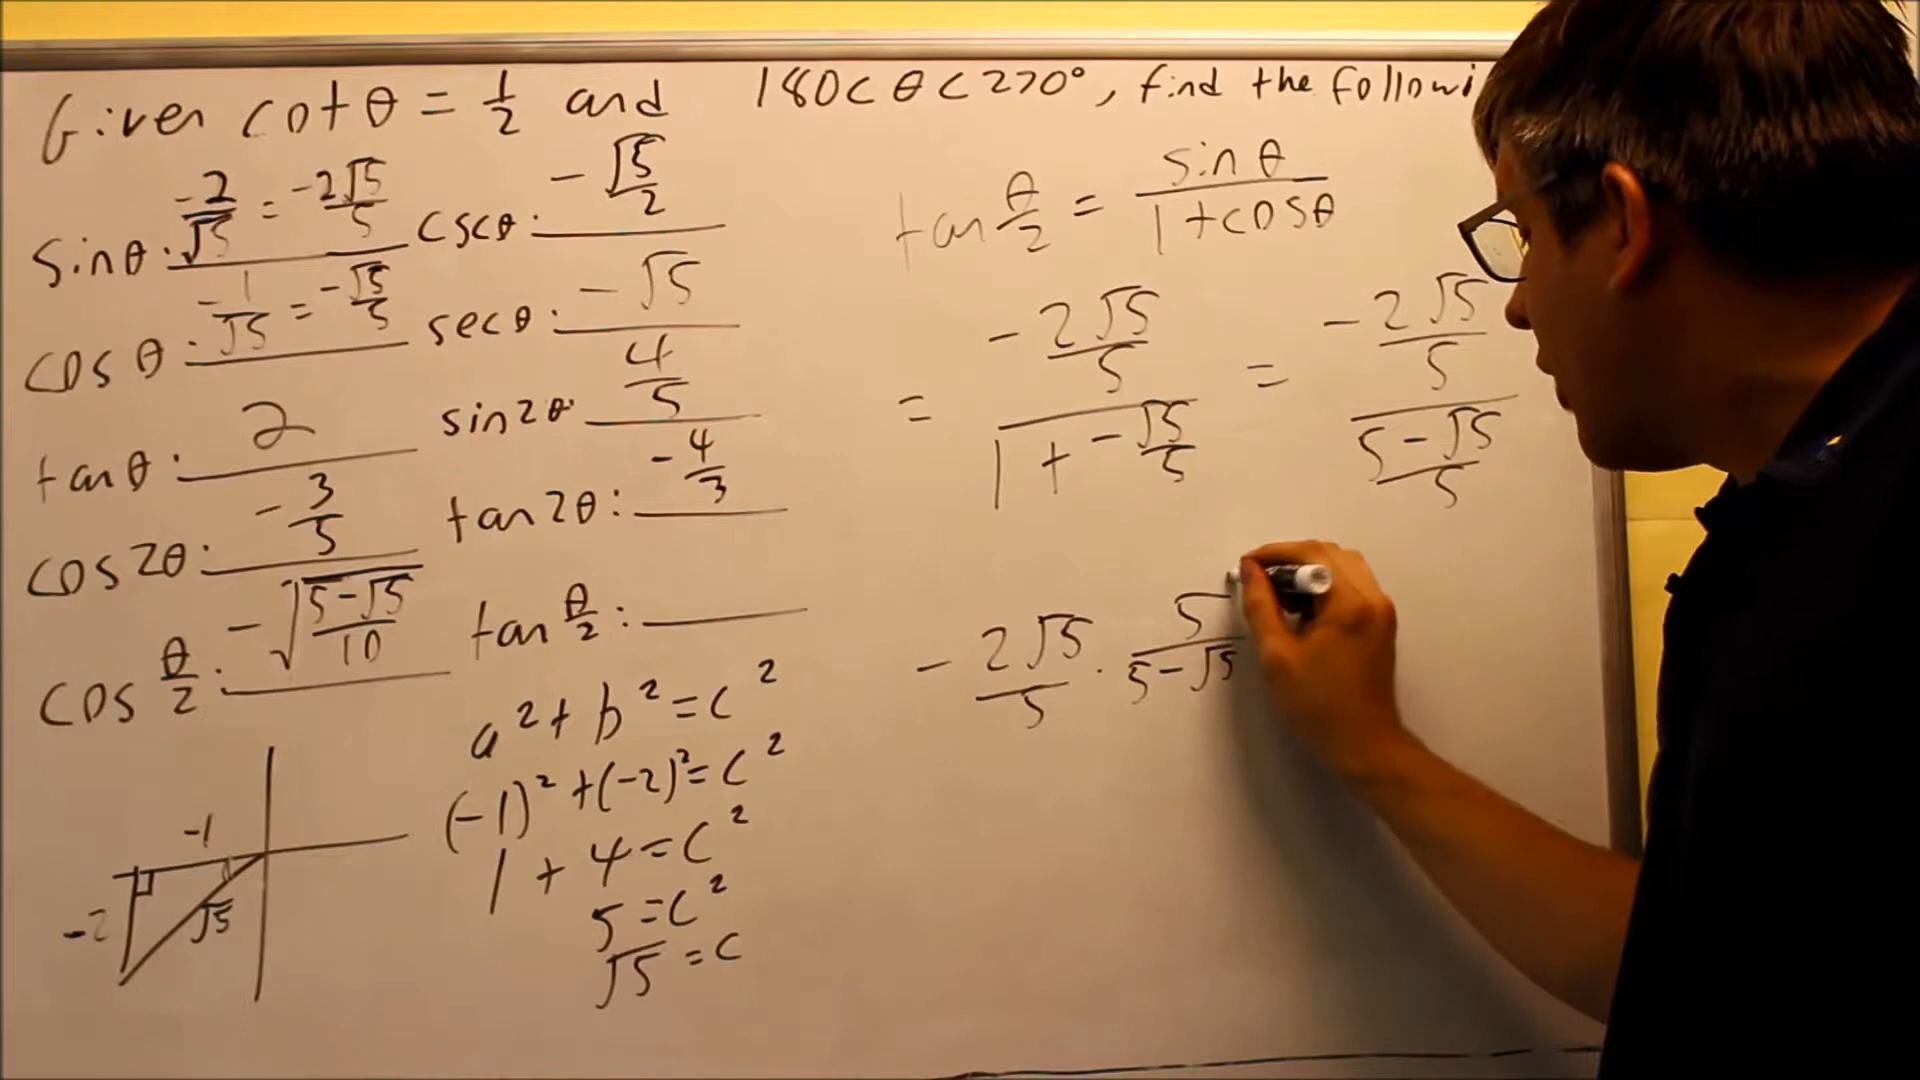 Given cot θ = 1/2 and 180 < θ < 270°, find the followi
sin θ: -2/√5 = -2√5/5
csc θ: -√5/2
cos θ: -1/√5 = -√5/5
sec θ: -√5
tan θ: 2
sin 2θ: 4/5
cos 2θ: -3/5
tan 2θ: -4/3
cos θ/2: -√((5-√5)/10)
tan θ/2:
a² + b² = c²
(-1)² + (-2)² = c²
1 + 4 = c²
5 = c²
√5 = c
-1
-2
√5
tan θ/2 = sin θ/(1 + cos θ)
= (-2√5/5)/(1 + -√5/5) = (-2√5/5)/((5-√5)/5)
-2√5/5 · 5/(5-√5)